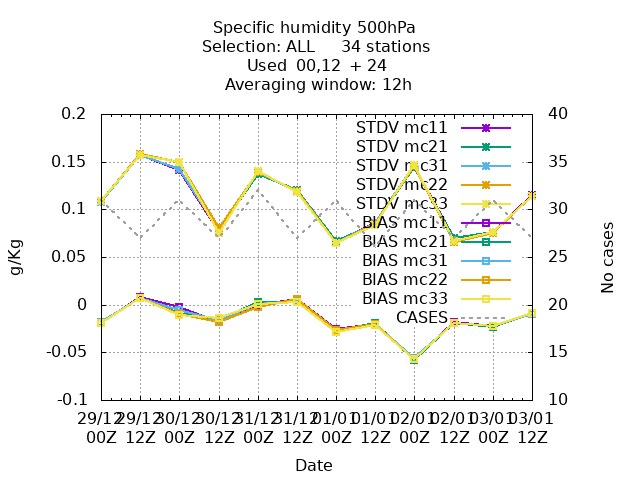 Specific humidity 500hPa
Selection: ALL 34 stations
Used 00,12 + 24
Averaging window: 12h
0.2
0.15
0.1
0.05
0
-0.05
-0.1
g/Kg
40
35
30
25
20
15
10
No cases
STDV mc11
STDV mc21
STDV mc31
STDV mc22
STDV mc33
BIAS mc11
BIAS mc21
BIAS mc31
BIAS mc22
BIAS mc33
CASES
29/12 29/12 30/12 30/12 31/12 31/12 01/01 01/01 02/01 02/01 03/01 03/01
00Z 12Z 00Z 12Z 00Z 12Z 00Z 12Z 00Z 12Z 00Z 12Z
Date